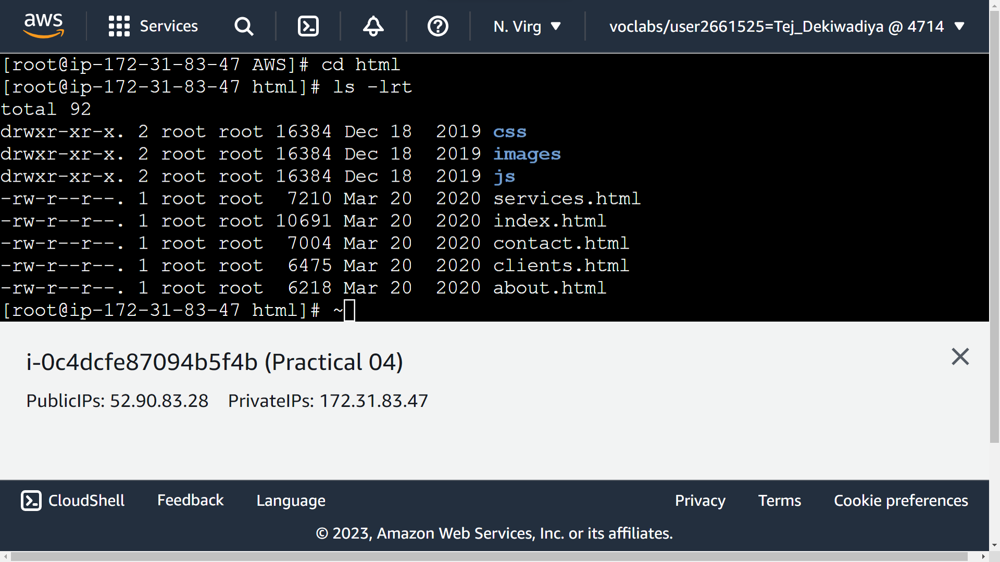 aws Services N. Virg voclabs/user2661525=Tej_Dekiwadiya @ 4714
[root@ip-172-31-83-47 AWS]# cd html
[root@ip-172-31-83-47 html]# ls -lrt
total 92
drwxr-xr-x. 2 root root 16384 Dec 18  2019 css
drwxr-xr-x. 2 root root 16384 Dec 18  2019 images
drwxr-xr-x. 2 root root 16384 Dec 18  2019 js
-rw-r--r--. 1 root root  7210 Mar 20  2020 services.html
-rw-r--r--. 1 root root 10691 Mar 20  2020 index.html
-rw-r--r--. 1 root root  7004 Mar 20  2020 contact.html
-rw-r--r--. 1 root root  6475 Mar 20  2020 clients.html
-rw-r--r--. 1 root root  6218 Mar 20  2020 about.html
[root@ip-172-31-83-47 html]# ~
i-0c4dcfe87094b5f4b (Practical 04)
PublicIPs: 52.90.83.28 PrivateIPs: 172.31.83.47
CloudShell Feedback Language Privacy Terms Cookie preferences
© 2023, Amazon Web Services, Inc. or its affiliates.